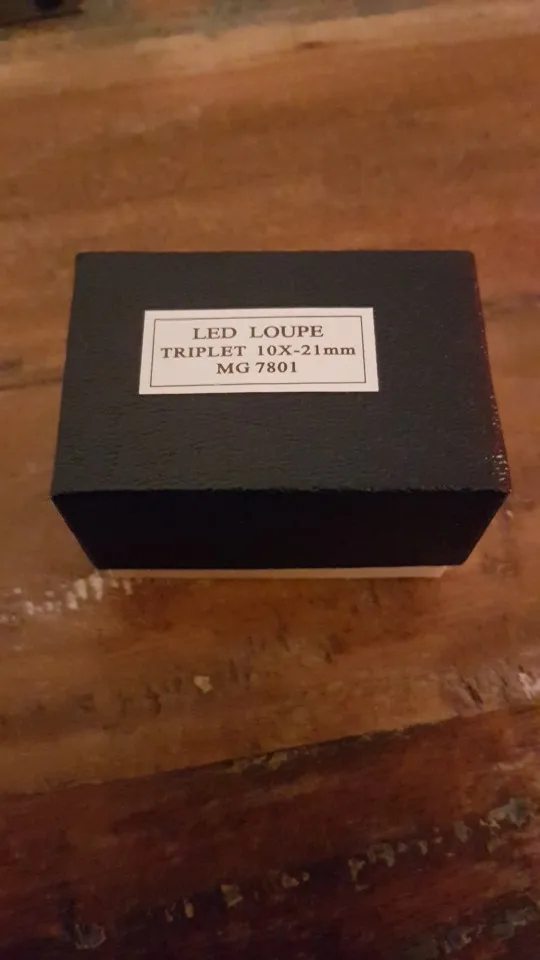 LED LOUPE
TRIPLET 10X-21mm
MG 7801